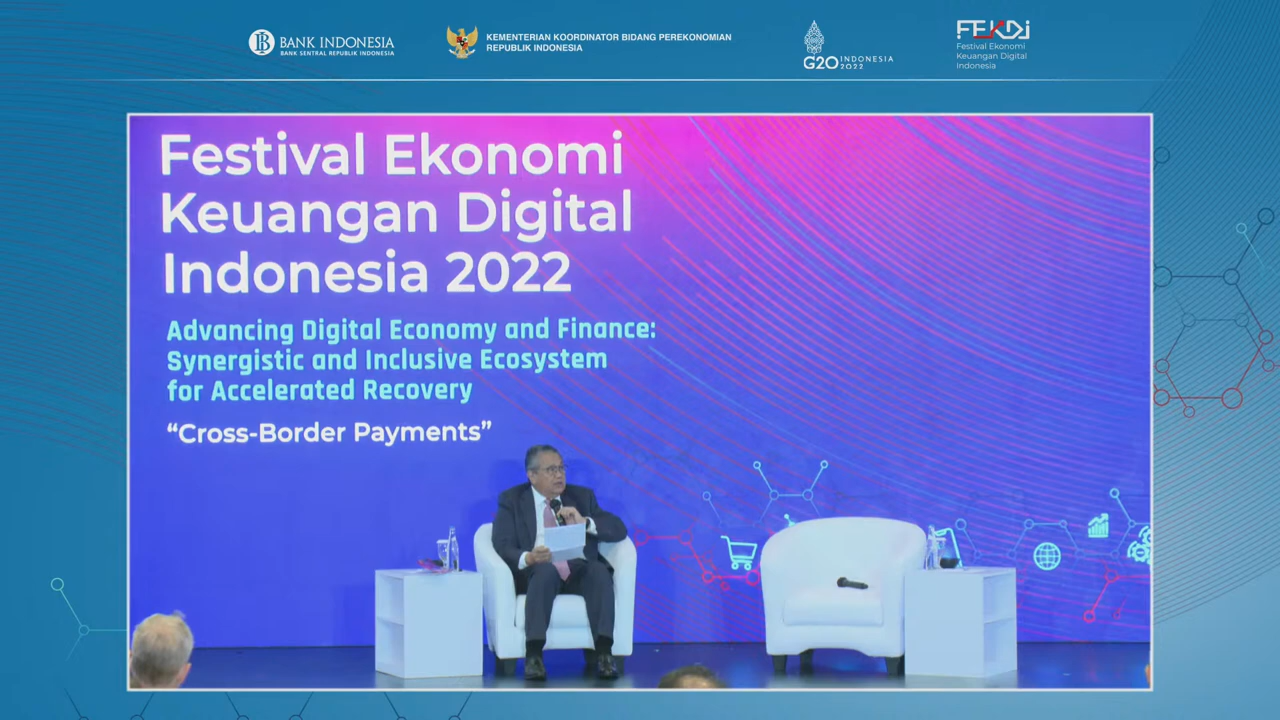 BANK INDONESIA
BANK SENTRAL REPUBLIK INDONESIA
KEMENTERIAN KOORDINATOR BIDANG PEREKONOMIAN
REPUBLIK INDONESIA
G20 INDONESIA
2022
FEKDi
Festival Ekonomi
Keuangan Digital
Indonesia
Festival Ekonomi
Keuangan Digital
Indonesia 2022
Advancing Digital Economy and Finance:
Synergistic and Inclusive Ecosystem
for Accelerated Recovery
“Cross-Border Payments”